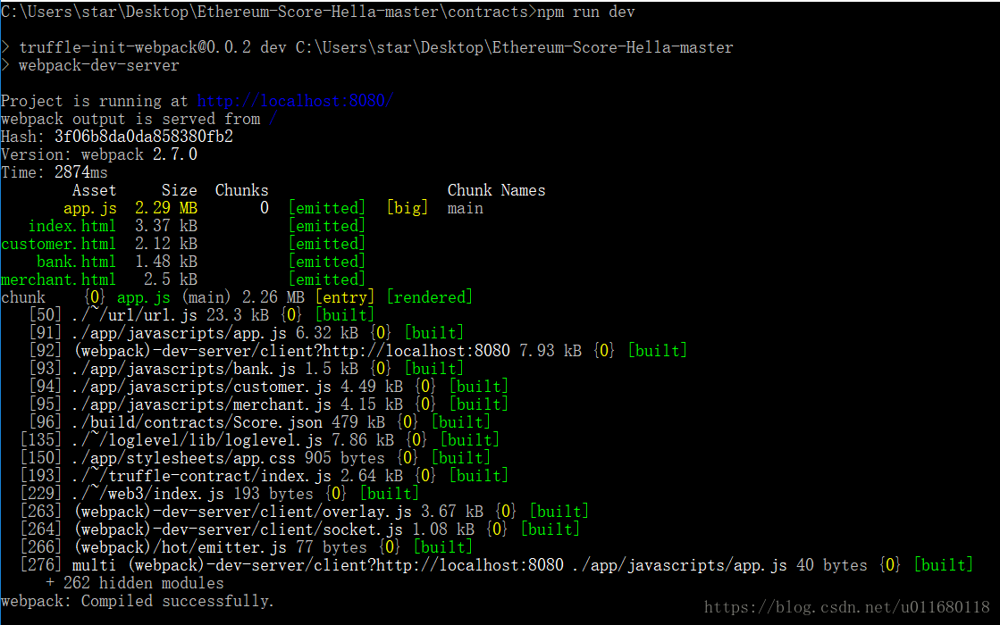 C:\Users\star\Desktop\Ethereum-Score-Hella-master\contracts>npm run dev
> truffle-init-webpack@0.0.2 dev C:\Users\star\Desktop\Ethereum-Score-Hella-master
> webpack-dev-server
Project is running at http://localhost:8080/
webpack output is served from /
Hash: 3f06b8da0da858380fb2
Version: webpack 2.7.0
Time: 2874ms
Asset Size Chunks Chunk Names
app.js 2.29 MB 0 [emitted] [big] main
index.html 3.37 kB [emitted]
customer.html 2.12 kB [emitted]
bank.html 1.48 kB [emitted]
merchant.html 2.5 kB [emitted]
chunk {0} app.js (main) 2.26 MB [entry] [rendered]
[50] ./~/url/url.js 23.3 kB {0} [built]
[91] ./app/javascripts/app.js 6.32 kB {0} [built]
[92] (webpack)-dev-server/client?http://localhost:8080 7.93 kB {0} [built]
[93] ./app/javascripts/bank.js 1.5 kB {0} [built]
[94] ./app/javascripts/customer.js 4.49 kB {0} [built]
[95] ./app/javascripts/merchant.js 4.15 kB {0} [built]
[96] ./build/contracts/Score.json 479 kB {0} [built]
[135] ./~/loglevel/lib/loglevel.js 7.86 kB {0} [built]
[150] ./app/stylesheets/app.css 905 bytes {0} [built]
[193] ./~/truffle-contract/index.js 2.64 kB {0} [built]
[229] ./~/web3/index.js 193 bytes {0} [built]
[263] (webpack)-dev-server/client/overlay.js 3.67 kB {0} [built]
[264] (webpack)-dev-server/client/socket.js 1.08 kB {0} [built]
[266] (webpack)/hot/emitter.js 77 bytes {0} [built]
[276] multi (webpack)-dev-server/client?http://localhost:8080 ./app/javascripts/app.js 40 bytes {0} [built]
+ 262 hidden modules
webpack: Compiled successfully.
https://blog.csdn.net/u011680118